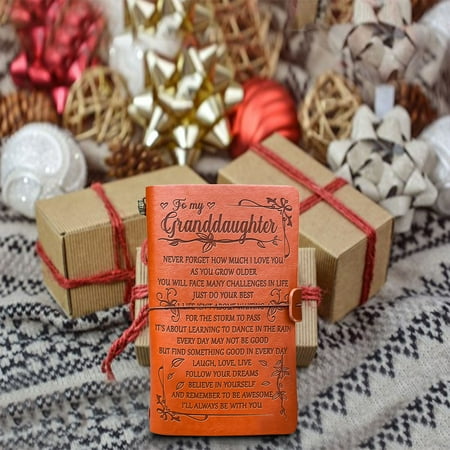 To my
Granddaughter
NEVER FORGET HOW MUCH I LOVE YOU
AS YOU GROW OLDER
YOU WILL FACE MANY CHALLENGES IN LIFE
JUST DO YOUR BEST
FOR THE STORM TO PASS
IT'S ABOUT LEARNING TO DANCE IN THE RAIN
EVERY DAY MAY NOT BE GOOD
BUT FIND SOMETHING GOOD IN EVERY DAY
LAUGH, LOVE, LIVE
FOLLOW YOUR DREAMS
BELIEVE IN YOURSELF
AND REMEMBER TO BE AWESOME
I'LL ALWAYS BE WITH YOU